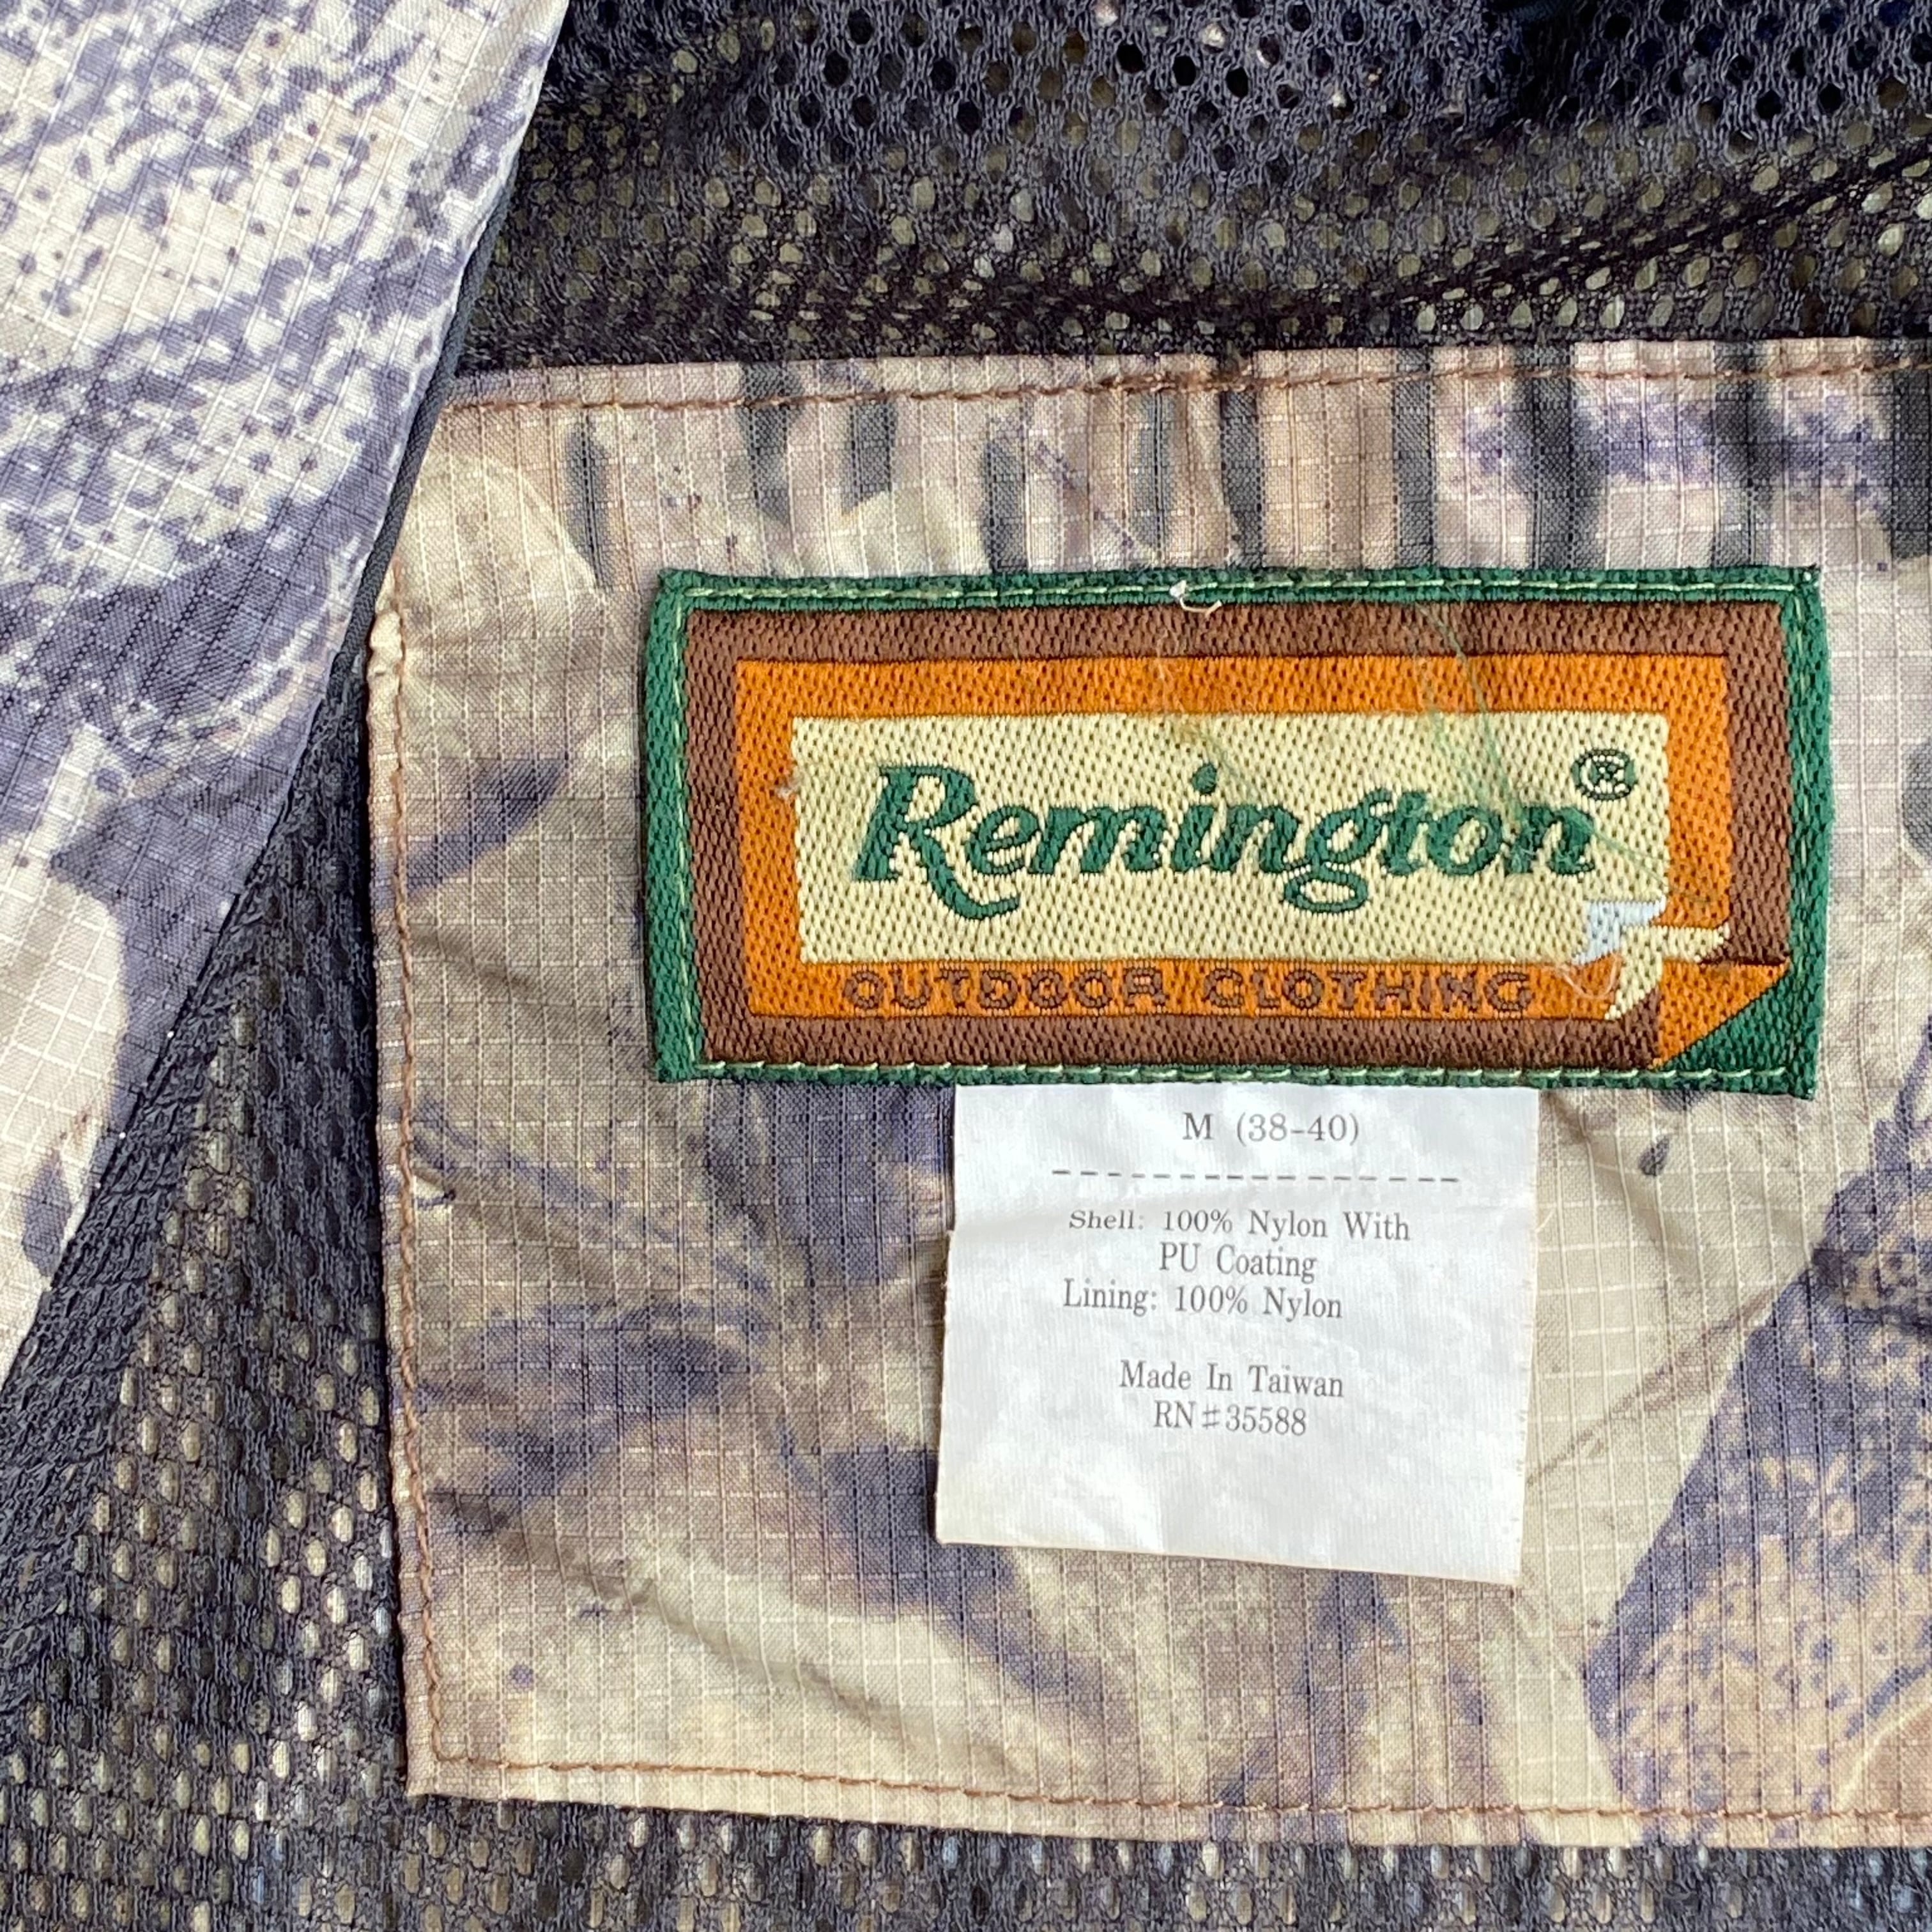 Remington®
OUTDOOR CLOTHING
M (38-40)
----------------
Shell: 100% Nylon With
PU Coating
Lining: 100% Nylon
Made In Taiwan
RN#35588